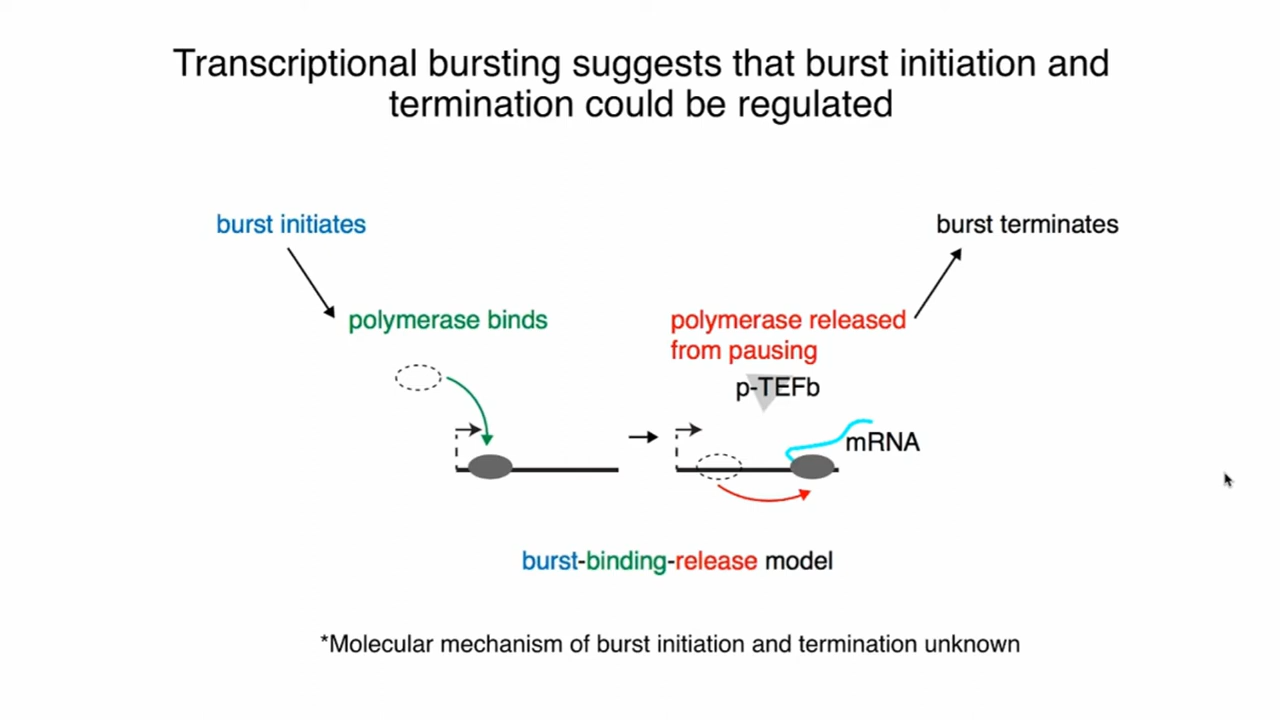 Transcriptional bursting suggests that burst initiation and
termination could be regulated
burst initiates
burst terminates
polymerase binds
polymerase released
from pausing
p-TEFb
mRNA
burst-binding-release model
*Molecular mechanism of burst initiation and termination unknown